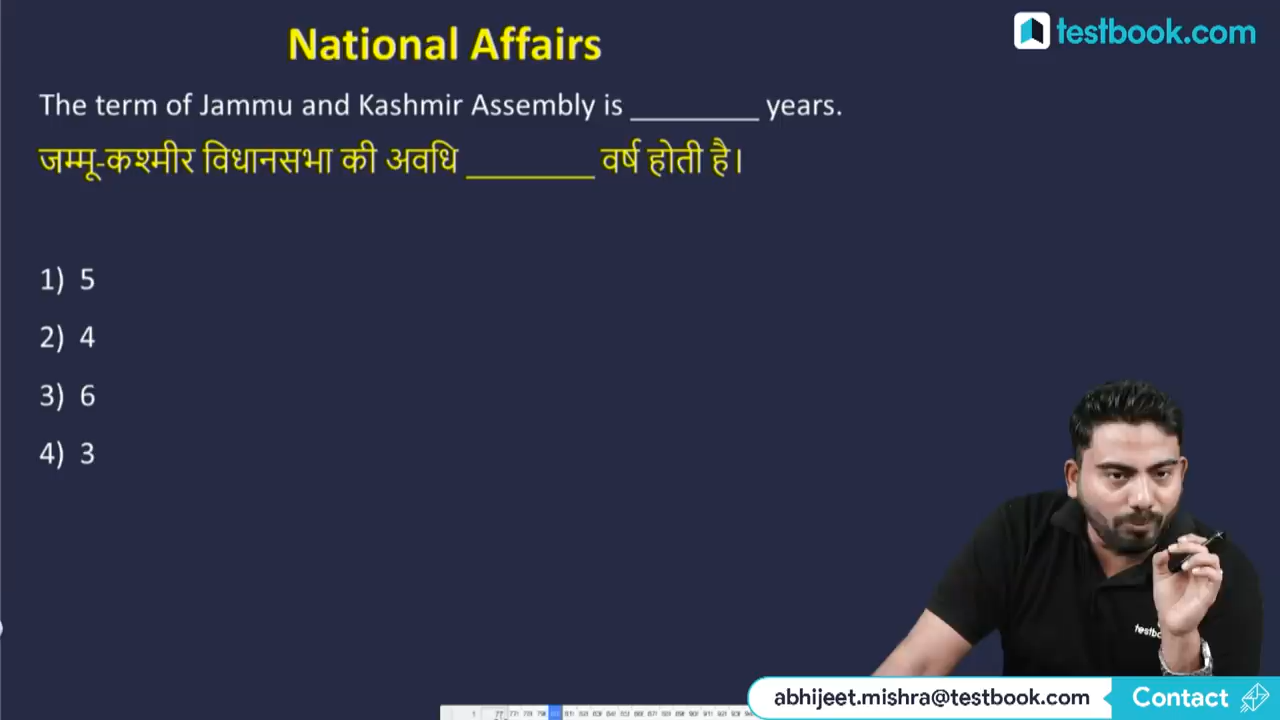 National Affairs
testbook.com
The term of Jammu and Kashmir Assembly is _________ years.
जम्मू-कश्मीर विधानसभा की अवधि _________ वर्ष होती है।
1) 5
2) 4
3) 6
4) 3
abhijeet.mishra@testbook.com
Contact